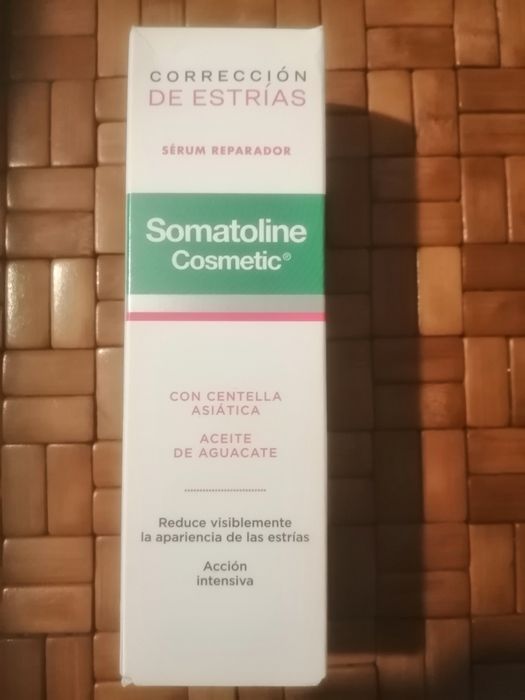 CORRECCIÓN
DE ESTRÍAS
SÉRUM REPARADOR
Somatoline
Cosmetic®
CON CENTELLA
ASIÁTICA
ACEITE
DE AGUACATE
Reduce visiblemente
la apariencia de las estrías
Acción
intensiva